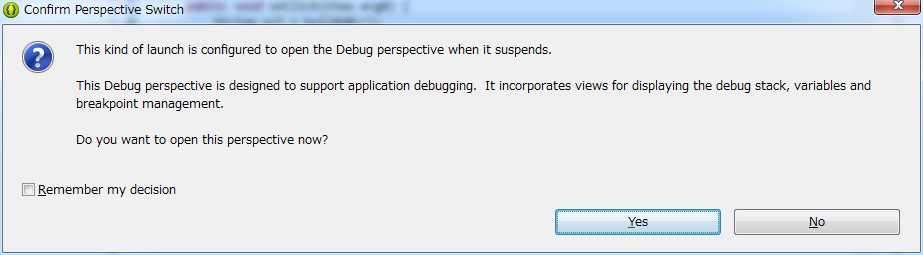 Confirm Perspective Switch
This kind of launch is configured to open the Debug perspective when it suspends.
This Debug perspective is designed to support application debugging.  It incorporates views for displaying the debug stack, variables and
breakpoint management.
Do you want to open this perspective now?
Remember my decision
Yes
No